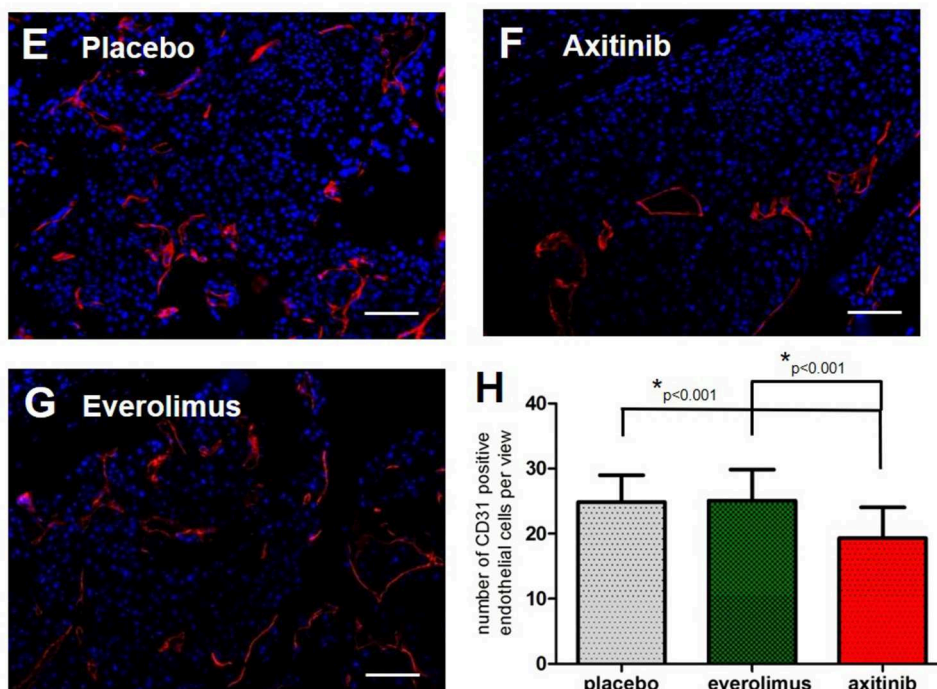 E Placebo
F Axitinib
G Everolimus
H
*p<0.001
*p<0.001
number of CD31 positive
endothelial cells per view
40
30
20
10
0
placebo
everolimus
axitinib